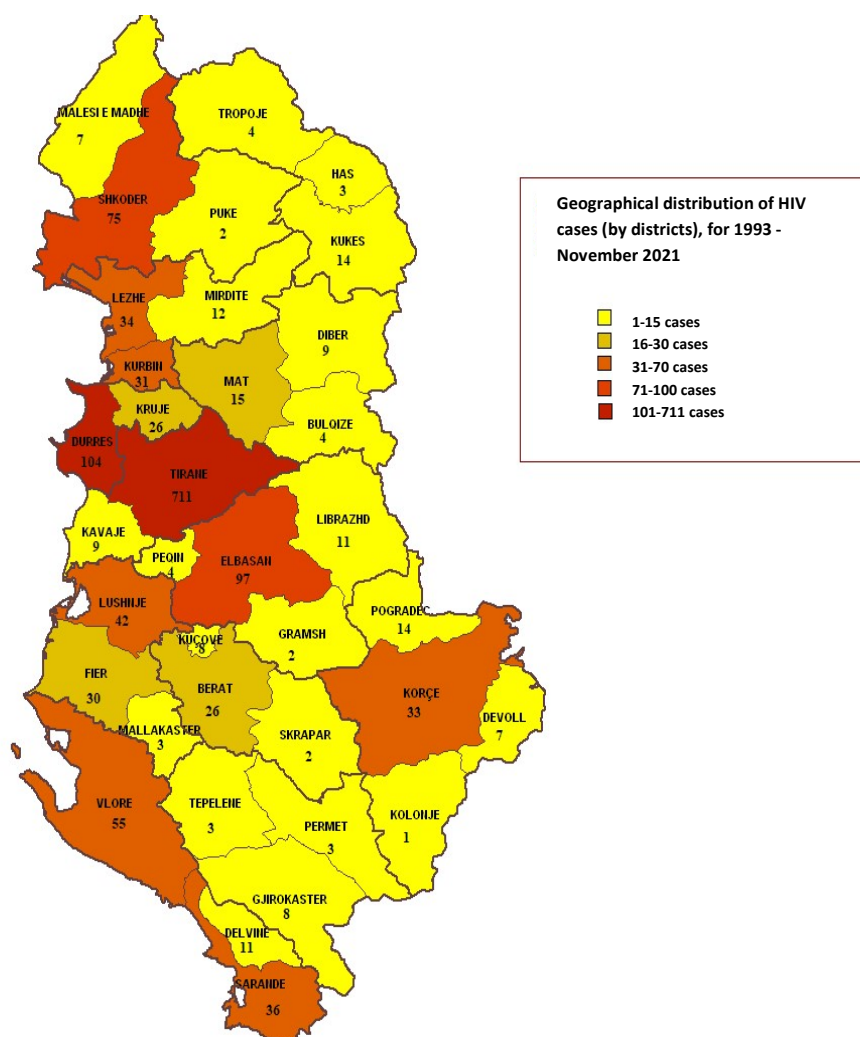 MALESI E MADHE
7
TROPOJE
4
HAS
3
SHKODER
75
PUKE
2
KUKES
14
LEZHE
34
MIRDITE
12
DIBER
9
KURBIN
31
MAT
15
KRUJE
26
BULQIZE
4
DURRES
104
TIRANE
711
LIBRAZHD
11
KAVAJE
9
PEQIN
4
ELBASAN
97
LUSHNJE
42
POGRADEC
14
KUÇOVE
8
GRAMSH
2
FIER
30
BERAT
26
KORÇE
33
DEVOLL
7
MALLAKASTER
3
SKRAPAR
2
VLORE
55
TEPELENE
3
PERMET
3
KOLONJE
1
GJIROKASTER
8
DELVINE
11
SARANDE
36
Geographical distribution of HIV
cases (by districts), for 1993 -
November 2021
1-15 cases
16-30 cases
31-70 cases
71-100 cases
101-711 cases